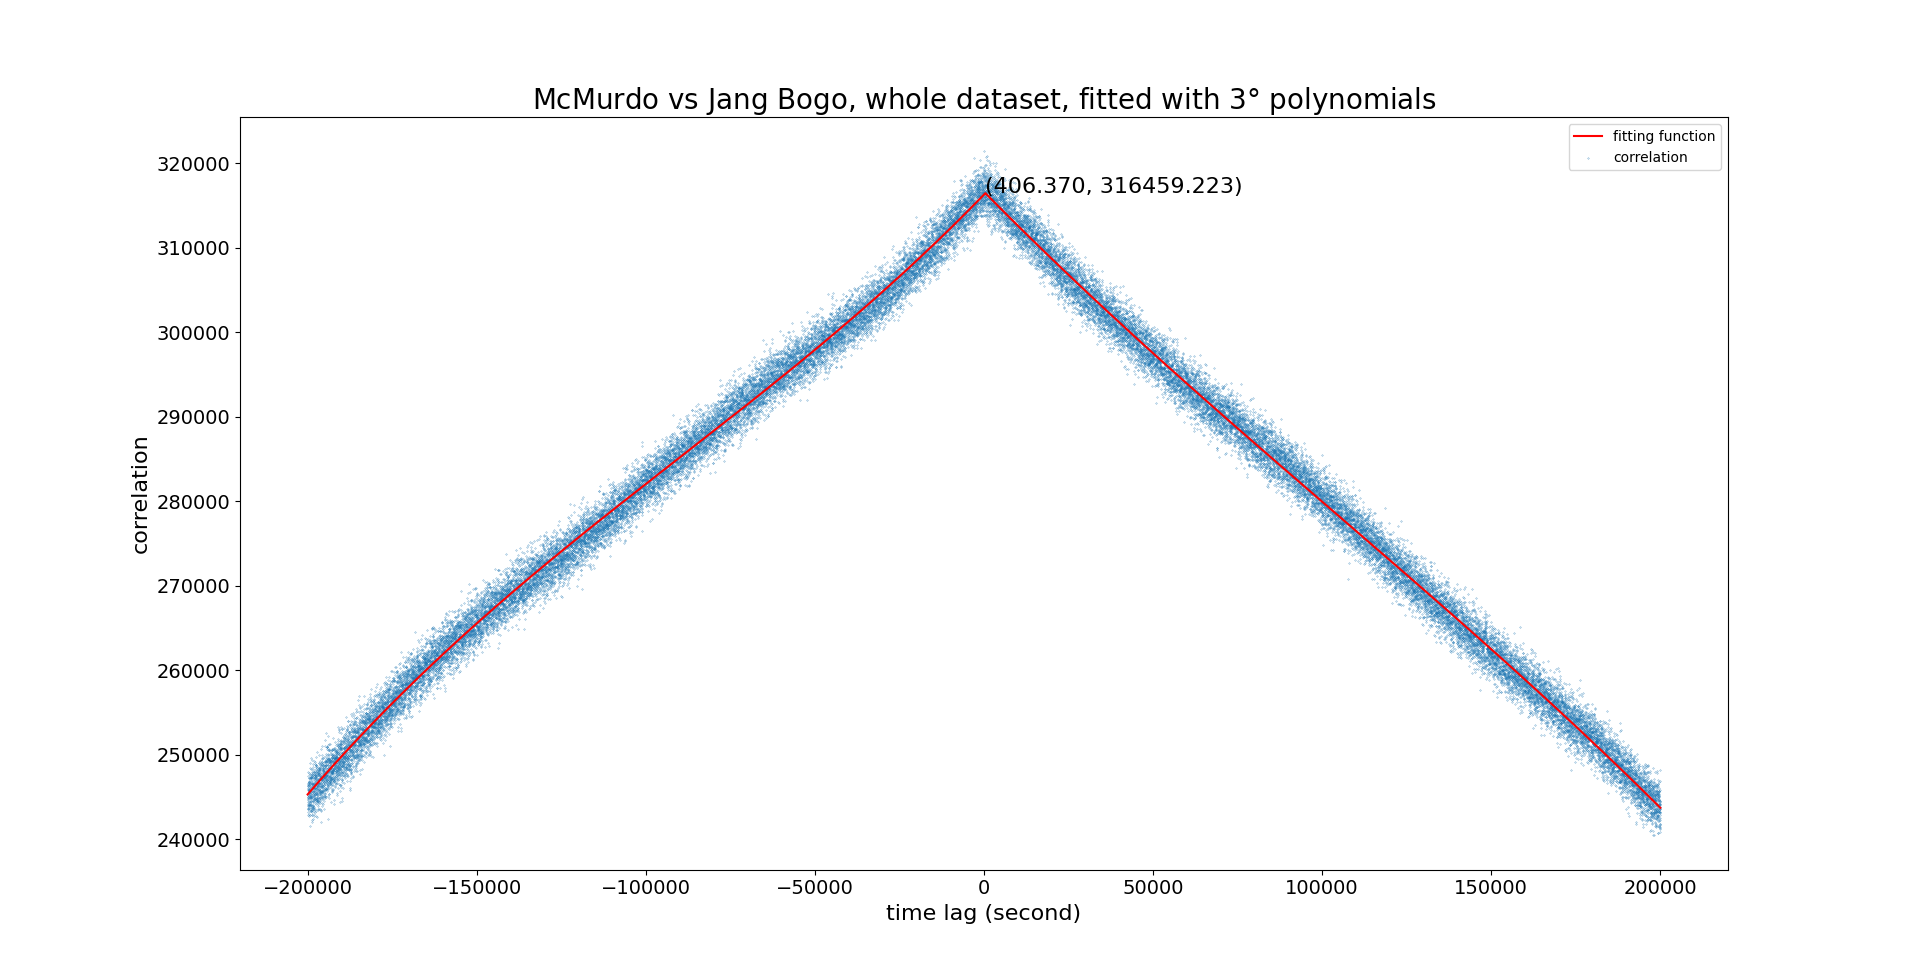 McMurdo vs Jang Bogo, whole dataset, fitted with 3° polynomials
fitting function
correlation
(406.370, 316459.223)
320000
310000
300000
290000
280000
270000
260000
250000
240000
correlation
−200000 −150000 −100000 −50000 0 50000 100000 150000 200000
time lag (second)